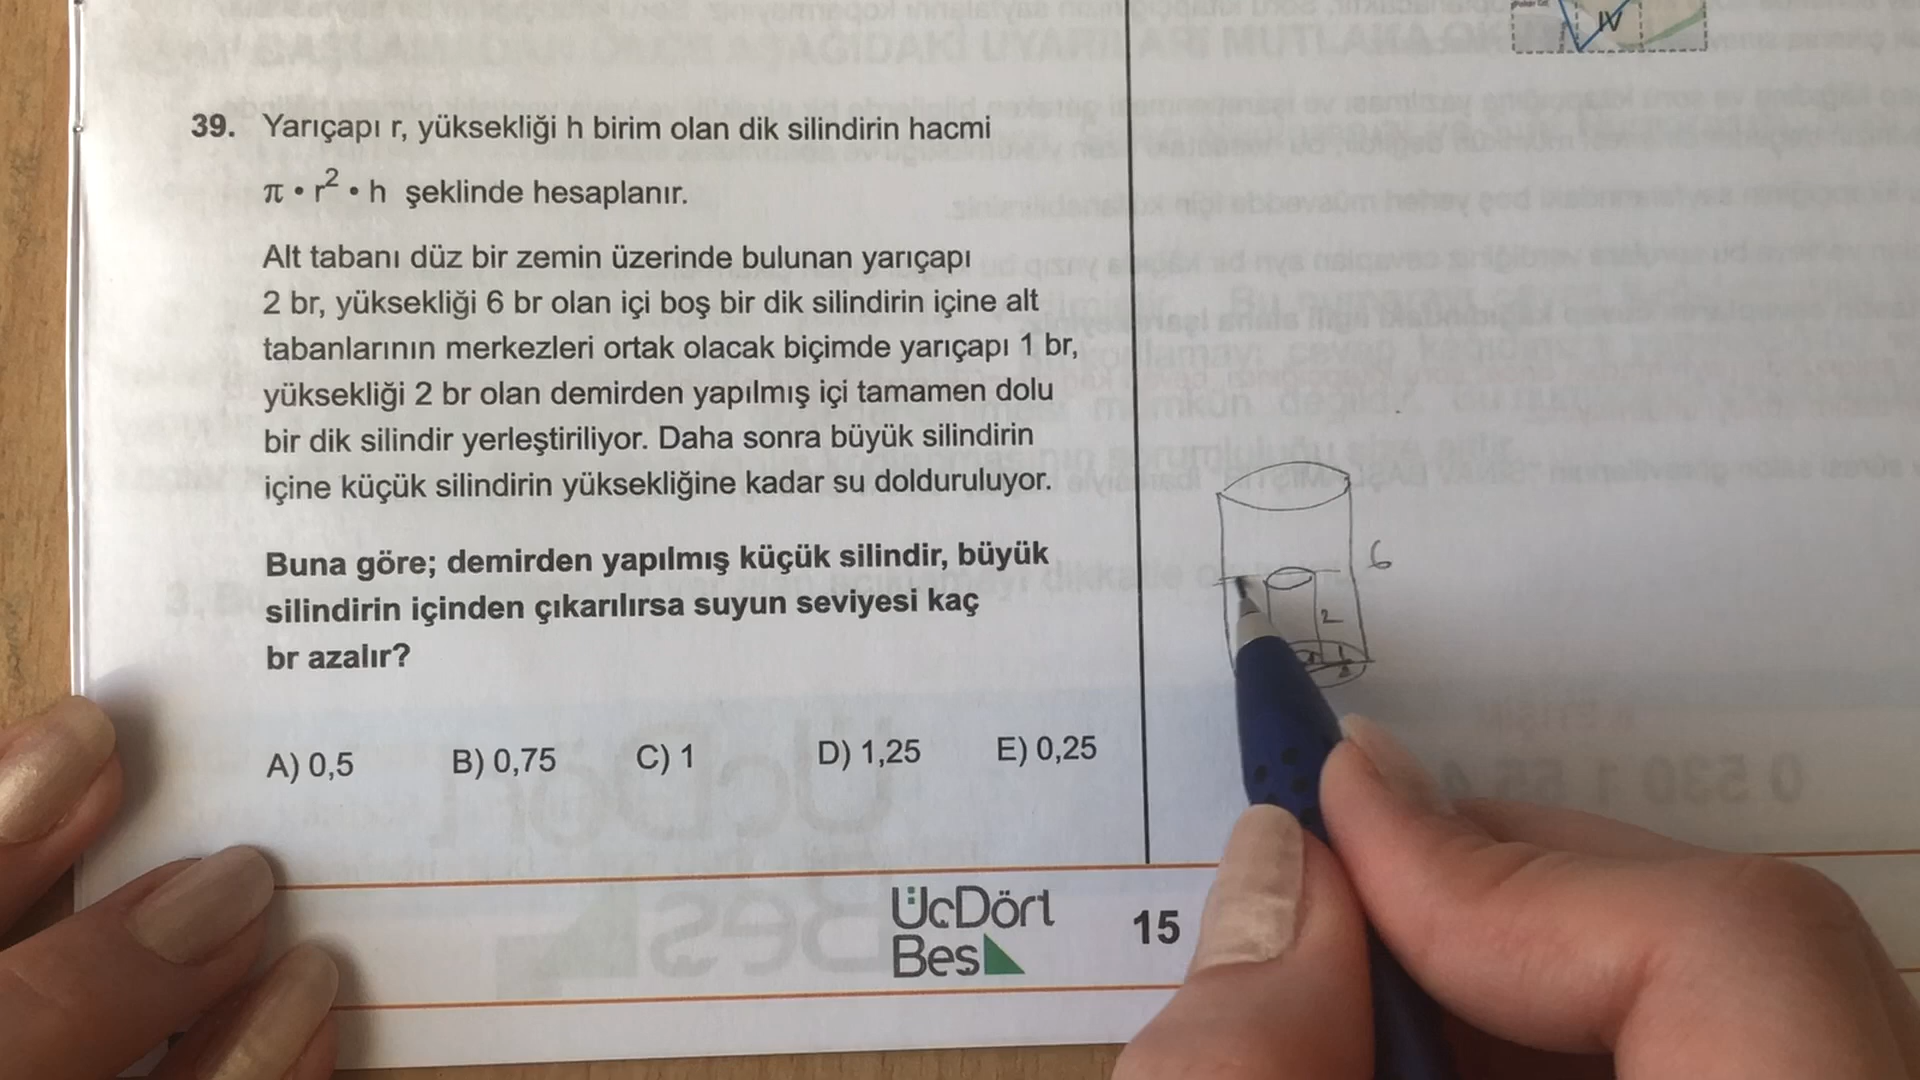 IV
39. Yarıçapı r, yüksekliği h birim olan dik silindirin hacmi
π • r² • h şeklinde hesaplanır.
Alt tabanı düz bir zemin üzerinde bulunan yarıçapı
2 br, yüksekliği 6 br olan içi boş bir dik silindirin içine alt
tabanlarının merkezleri ortak olacak biçimde yarıçapı 1 br,
yüksekliği 2 br olan demirden yapılmış içi tamamen dolu
bir dik silindir yerleştiriliyor. Daha sonra büyük silindirin
içine küçük silindirin yüksekliğine kadar su dolduruluyor.
Buna göre; demirden yapılmış küçük silindir, büyük
silindirin içinden çıkarılırsa suyun seviyesi kaç
br azalır?
A) 0,5 B) 0,75 C) 1 D) 1,25 E) 0,25
6
2
ÜçDört
Beş
15